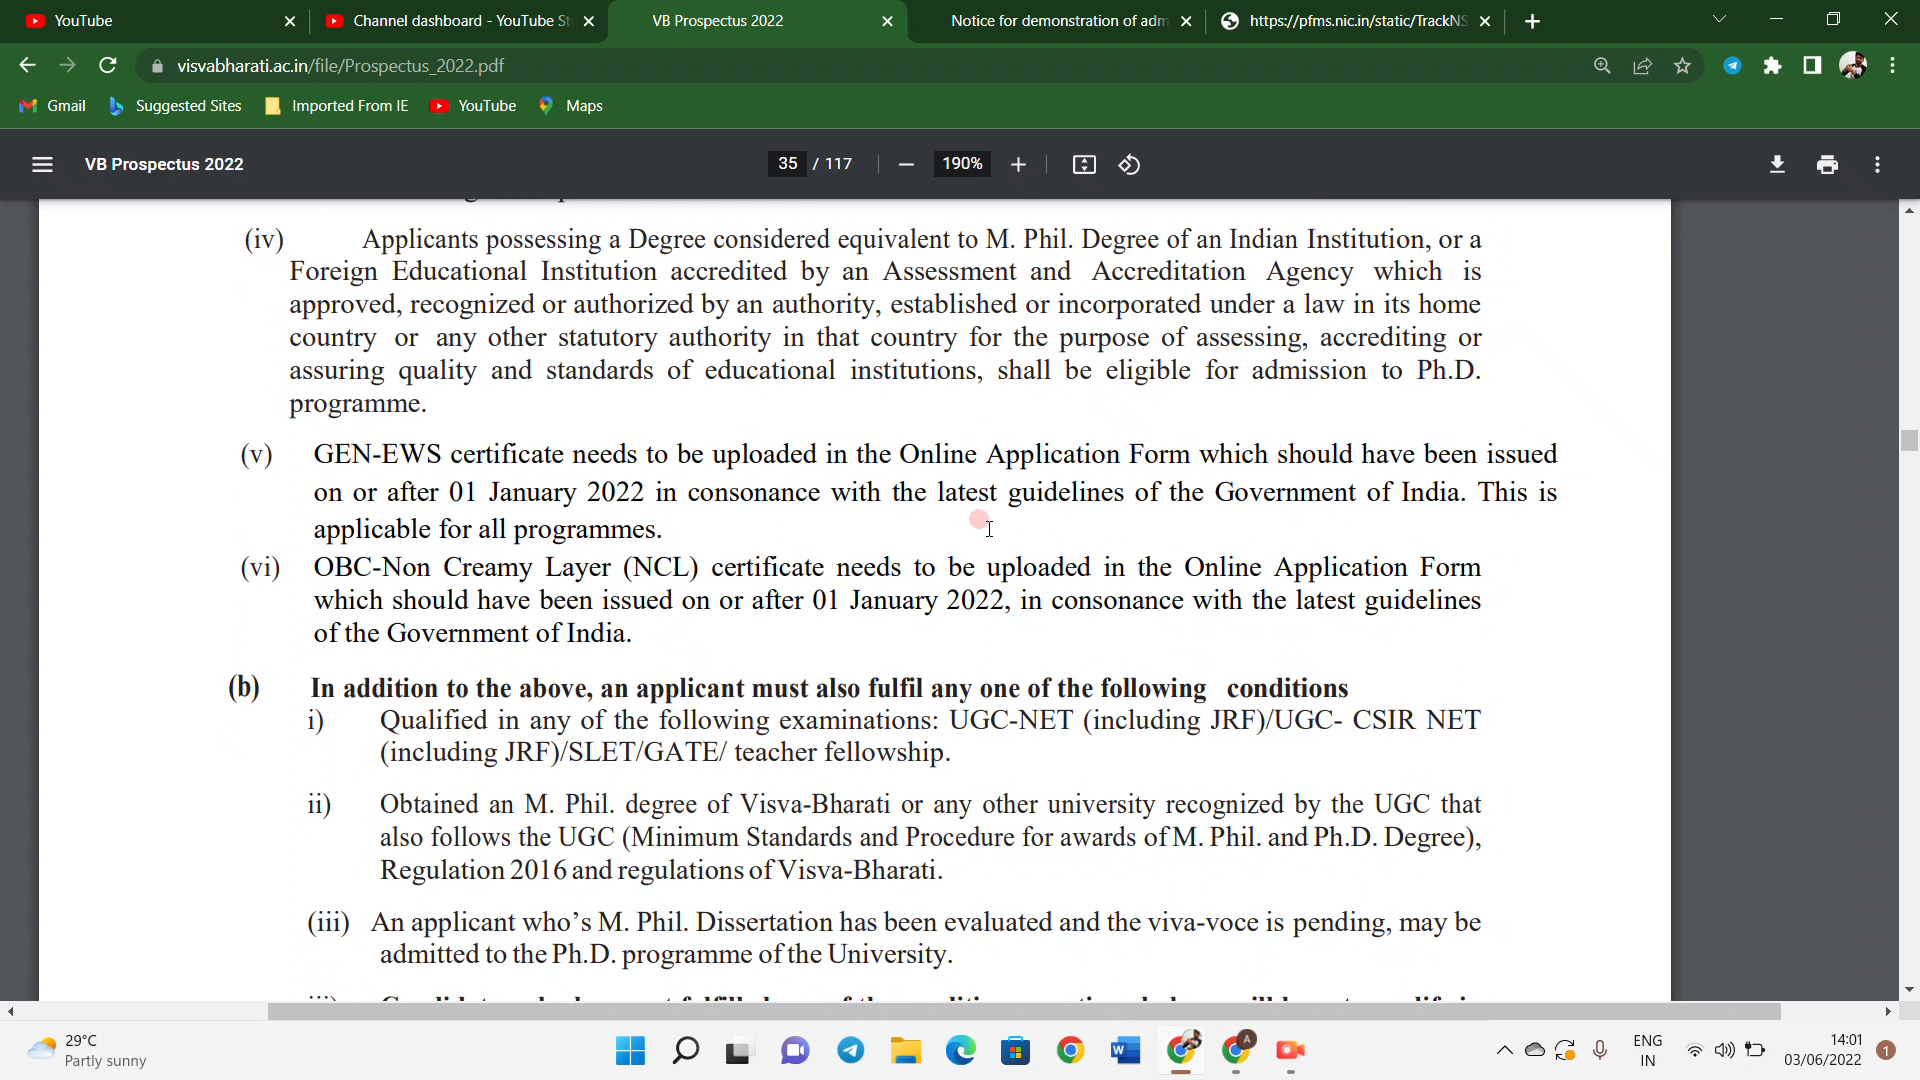 YouTube
Channel dashboard - YouTube St
VB Prospectus 2022
Notice for demonstration of adm
https://pfms.nic.in/static/TrackNS
visvabharati.ac.in/file/Prospectus_2022.pdf
Gmail
Suggested Sites
Imported From IE
YouTube
Maps
VB Prospectus 2022
35 / 117
190%
(iv) Applicants possessing a Degree considered equivalent to M. Phil. Degree of an Indian Institution, or a
Foreign Educational Institution accredited by an Assessment and Accreditation Agency which is
approved, recognized or authorized by an authority, established or incorporated under a law in its home
country or any other statutory authority in that country for the purpose of assessing, accrediting or
assuring quality and standards of educational institutions, shall be eligible for admission to Ph.D.
programme.
(v) GEN-EWS certificate needs to be uploaded in the Online Application Form which should have been issued
on or after 01 January 2022 in consonance with the latest guidelines of the Government of India. This is
applicable for all programmes.
(vi) OBC-Non Creamy Layer (NCL) certificate needs to be uploaded in the Online Application Form
which should have been issued on or after 01 January 2022, in consonance with the latest guidelines
of the Government of India.
(b) In addition to the above, an applicant must also fulfil any one of the following conditions
i) Qualified in any of the following examinations: UGC-NET (including JRF)/UGC- CSIR NET
(including JRF)/SLET/GATE/ teacher fellowship.
ii) Obtained an M. Phil. degree of Visva-Bharati or any other university recognized by the UGC that
also follows the UGC (Minimum Standards and Procedure for awards of M. Phil. and Ph.D. Degree),
Regulation 2016 and regulations of Visva-Bharati.
(iii) An applicant who's M. Phil. Dissertation has been evaluated and the viva-voce is pending, may be
admitted to the Ph.D. programme of the University.
29°C
Partly sunny
A
ENG
IN
14:01
03/06/2022
1